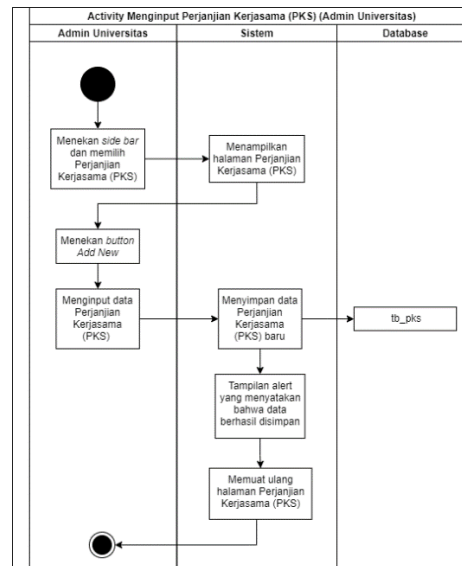 Activity Menginput Perjanjian Kerjasama (PKS) (Admin Universitas)
Admin Universitas
Sistem
Database
Menekan side bar
dan memilih
Perjanjian
Kerjasama (PKS)
Menampilkan
halaman Perjanjian
Kerjasama (PKS)
Menekan button
Add New
Menginput data
Perjanjian
Kerjasama
(PKS)
Menyimpan data
Perjanjian
Kerjasama
(PKS) baru
tb_pks
Tampilan alert
yang menyatakan
bahwa data
berhasil disimpan
Memuat ulang
halaman Perjanjian
Kerjasama (PKS)